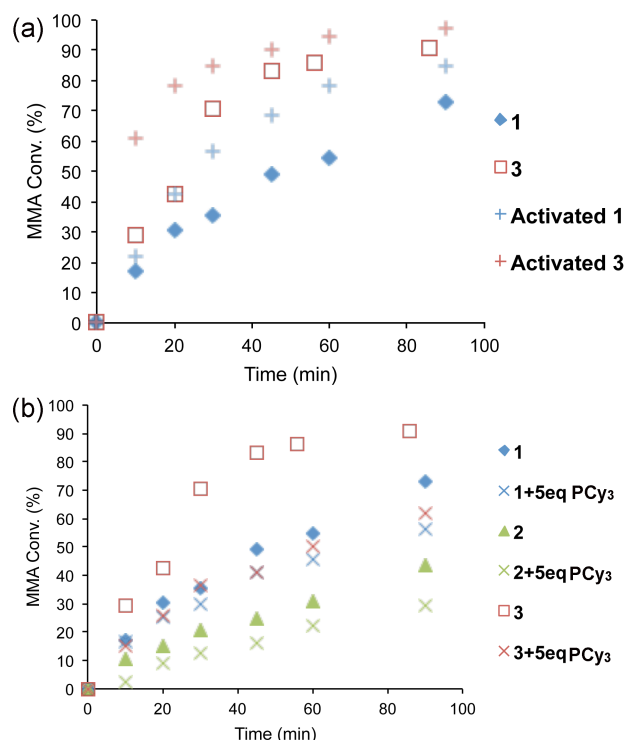 (a)
100
90
80
70
60
50
40
30
20
10
0
MMA Conv. (%)
0 20 40 60 80 100
Time (min)
1
3
Activated 1
Activated 3
(b)
100
90
80
70
60
50
40
30
20
10
0
MMA Conv. (%)
0 20 40 60 80 100
Time (min)
1
1+5eq PCy₃
2
2+5eq PCy₃
3
3+5eq PCy₃